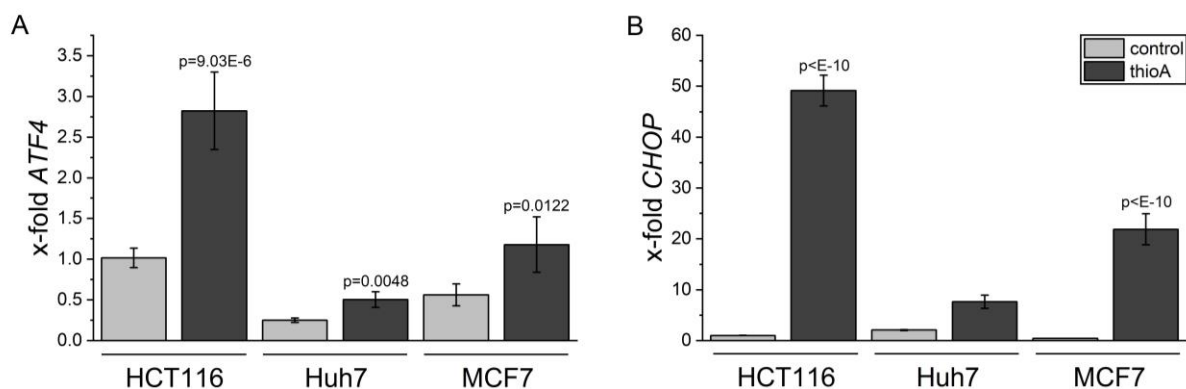 A
x-fold ATF4
3.5
3.0
2.5
2.0
1.5
1.0
0.5
0.0
p=9.03E-6
p=0.0048
p=0.0122
HCT116
Huh7
MCF7
B
x-fold CHOP
60
50
40
30
20
10
0
p<E-10
p<E-10
control
thioA
HCT116
Huh7
MCF7